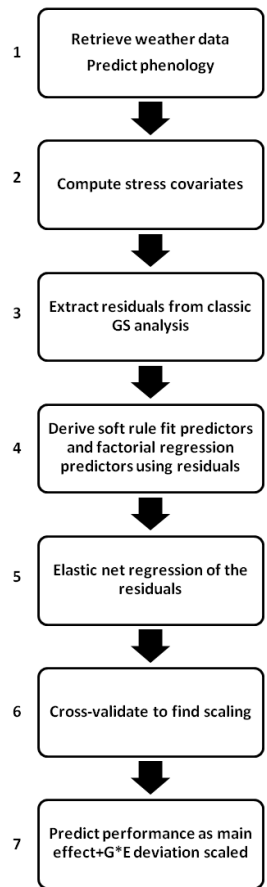 1
Retrieve weather data
Predict phenology
2
Compute stress covariates
3
Extract residuals from classic
GS analysis
4
Derive soft rule fit predictors
and factorial regression
predictors using residuals
5
Elastic net regression of the
residuals
6
Cross-validate to find scaling
7
Predict performance as main
effect+G*E deviation scaled